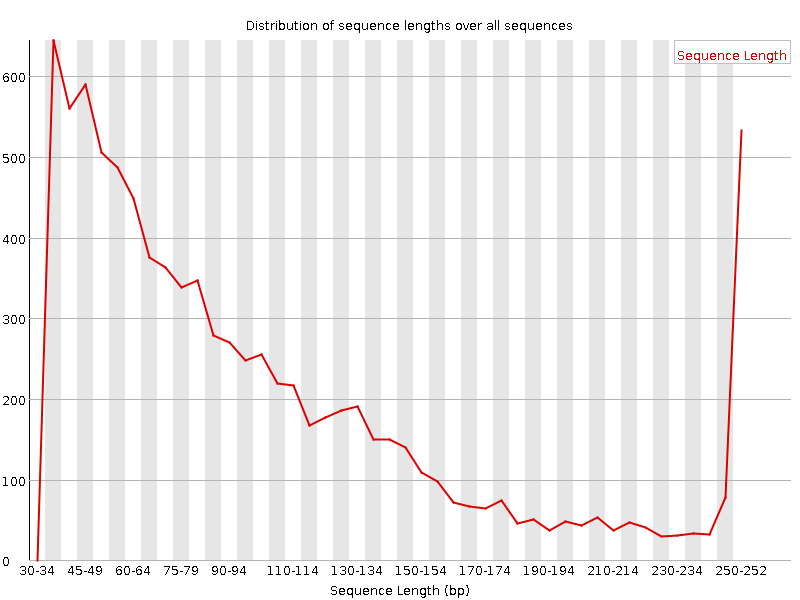 Distribution of sequence lengths over all sequences
Sequence Length
600
500
400
300
200
100
0
30-34 45-49 60-64 75-79 90-94 110-114 130-134 150-154 170-174 190-194 210-214 230-234 250-252
Sequence Length (bp)